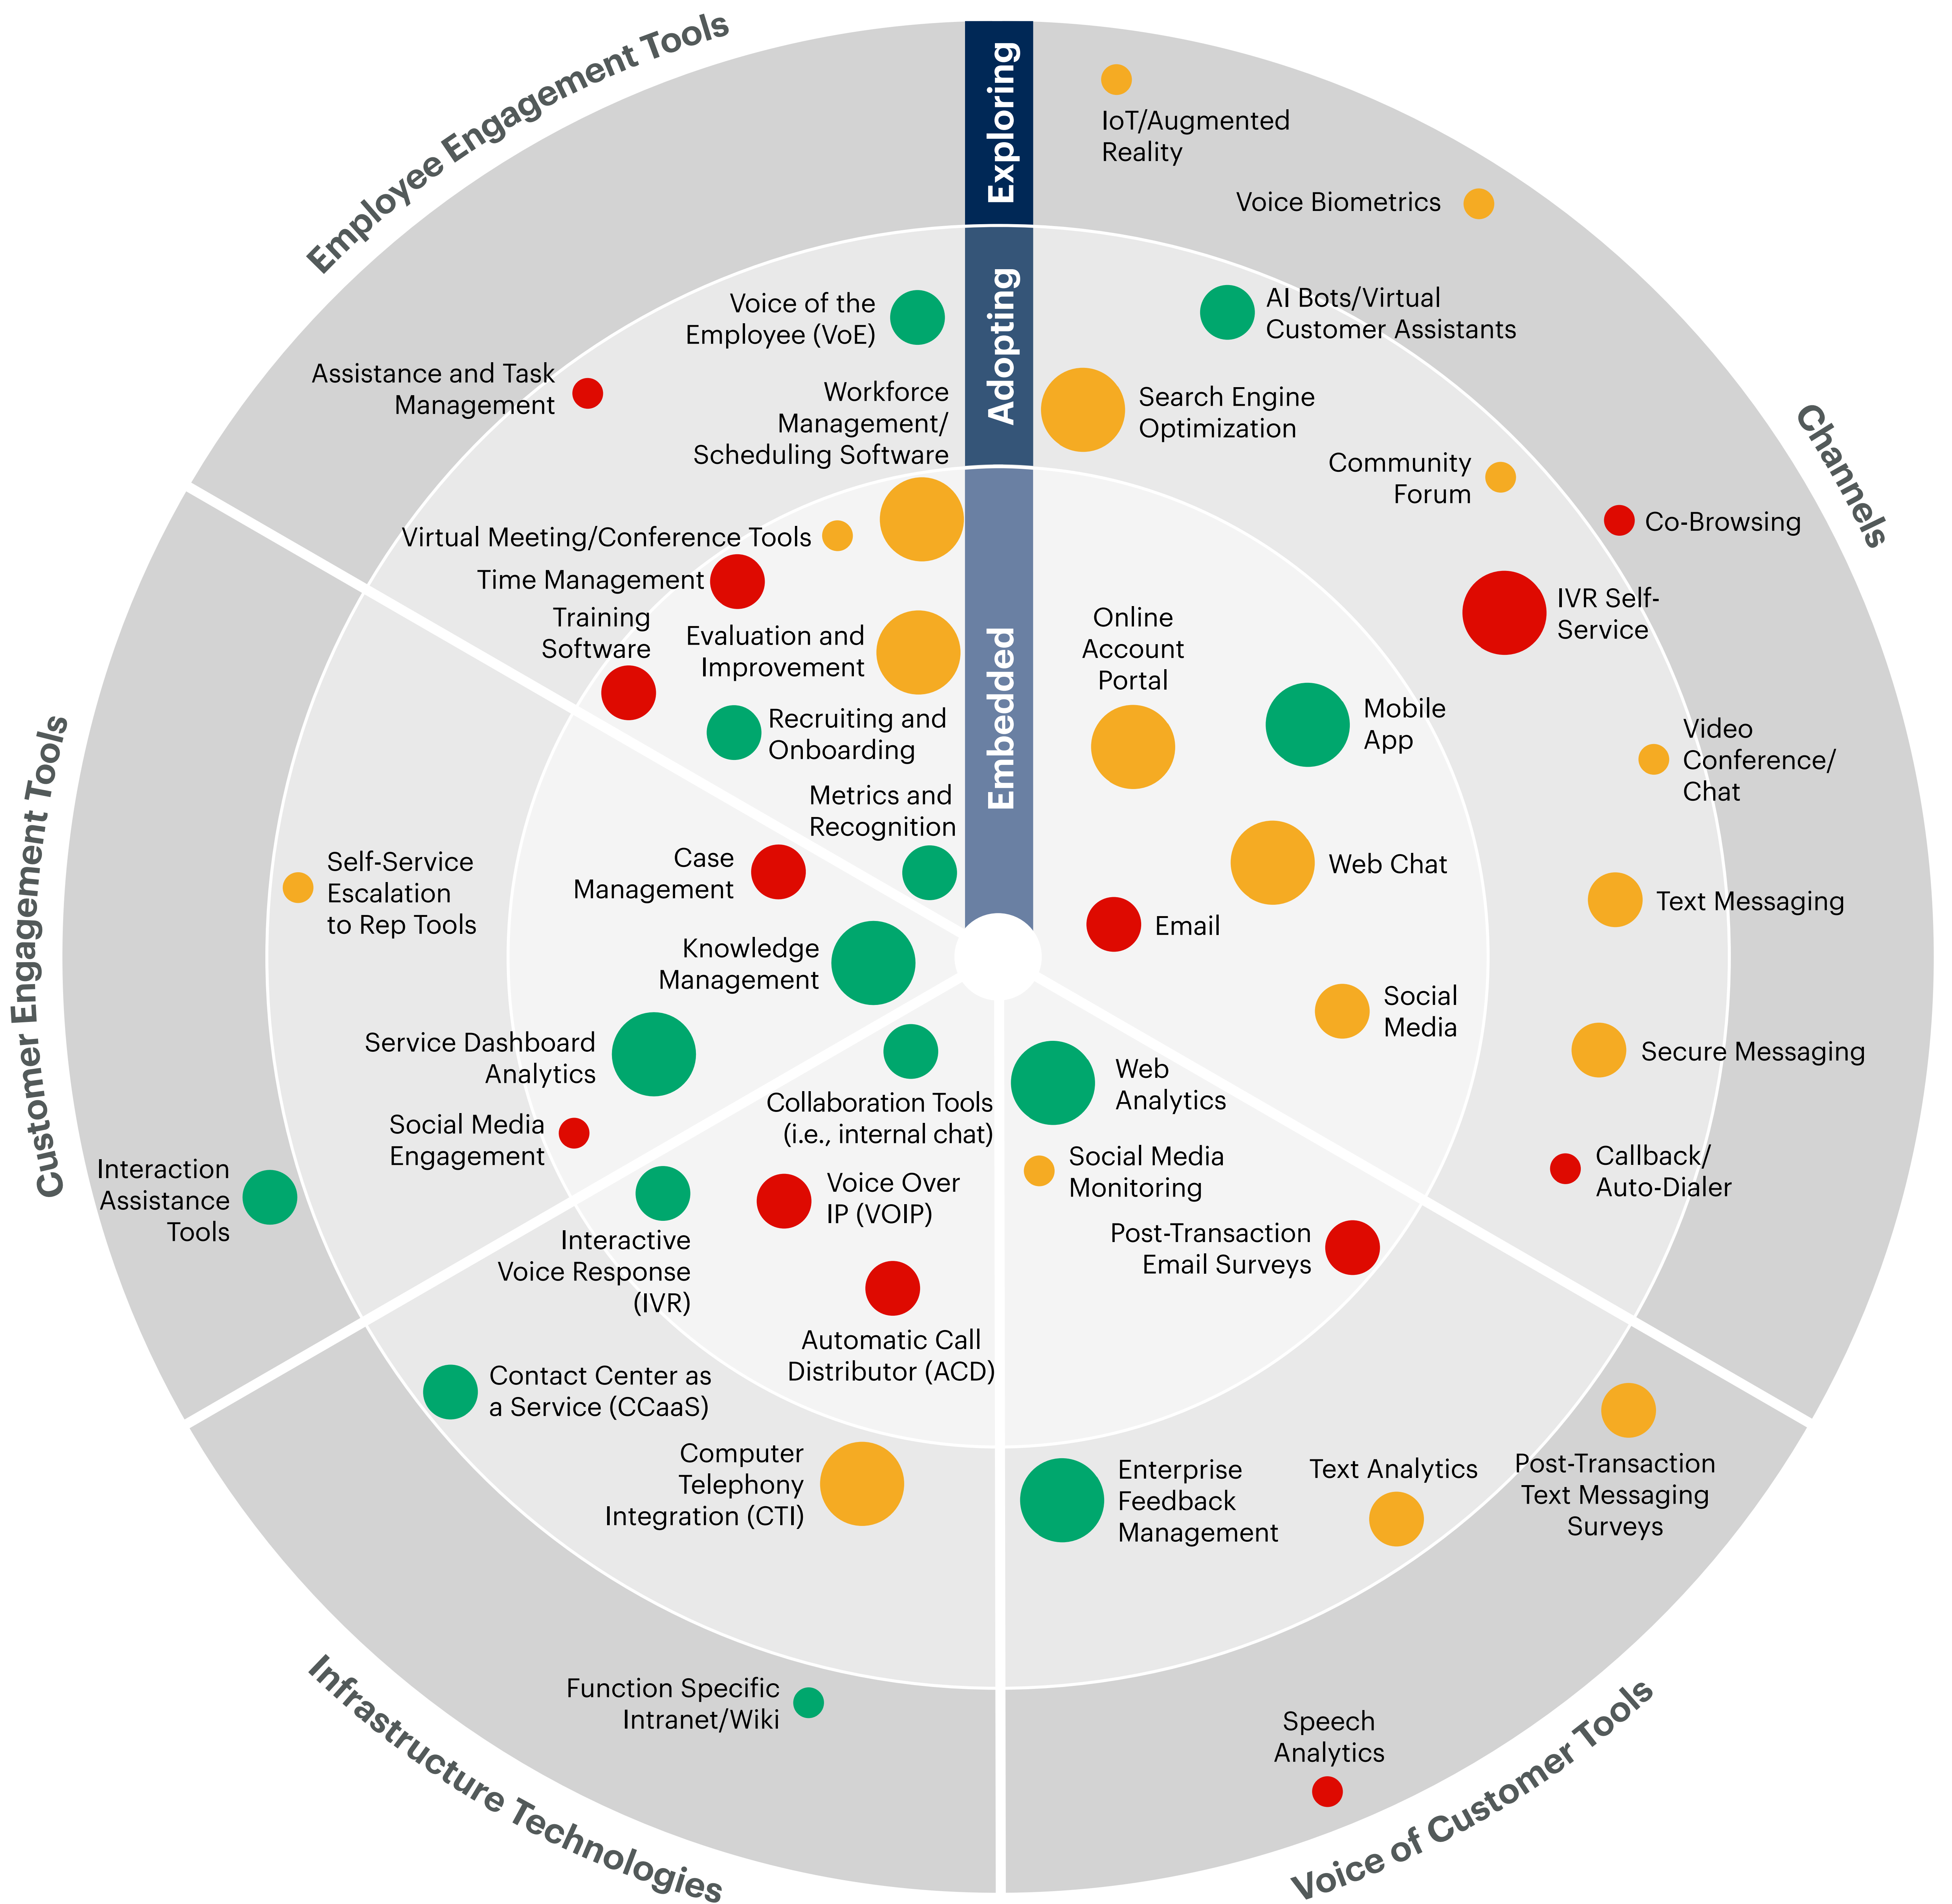 Employee Engagement Tools
Exploring
Adopting
Embedded
IoT/Augmented
Reality
Voice Biometrics
AI Bots/Virtual
Customer Assistants
Search Engine
Optimization
Community
Forum
Co-Browsing
Channels
IVR Self-
Service
Online
Account
Portal
Mobile
App
Video
Conference/
Chat
Web Chat
Text Messaging
Email
Social
Media
Secure Messaging
Callback/
Auto-Dialer
Voice of the
Employee (VoE)
Assistance and Task
Management
Workforce
Management/
Scheduling Software
Virtual Meeting/Conference Tools
Time Management
Training
Software
Evaluation and
Improvement
Recruiting and
Onboarding
Metrics and
Recognition
Customer Engagement Tools
Case
Management
Self-Service
Escalation
to Rep Tools
Knowledge
Management
Service Dashboard
Analytics
Social Media
Engagement
Interaction
Assistance
Tools
Collaboration Tools
(i.e., internal chat)
Voice Over
IP (VOIP)
Interactive
Voice Response
(IVR)
Automatic Call
Distributor (ACD)
Contact Center as
a Service (CCaaS)
Computer
Telephony
Integration (CTI)
Function Specific
Intranet/Wiki
Infrastructure Technologies
Web
Analytics
Social Media
Monitoring
Post-Transaction
Email Surveys
Enterprise
Feedback
Management
Text Analytics
Post-Transaction
Text Messaging
Surveys
Speech
Analytics
Voice of Customer Tools